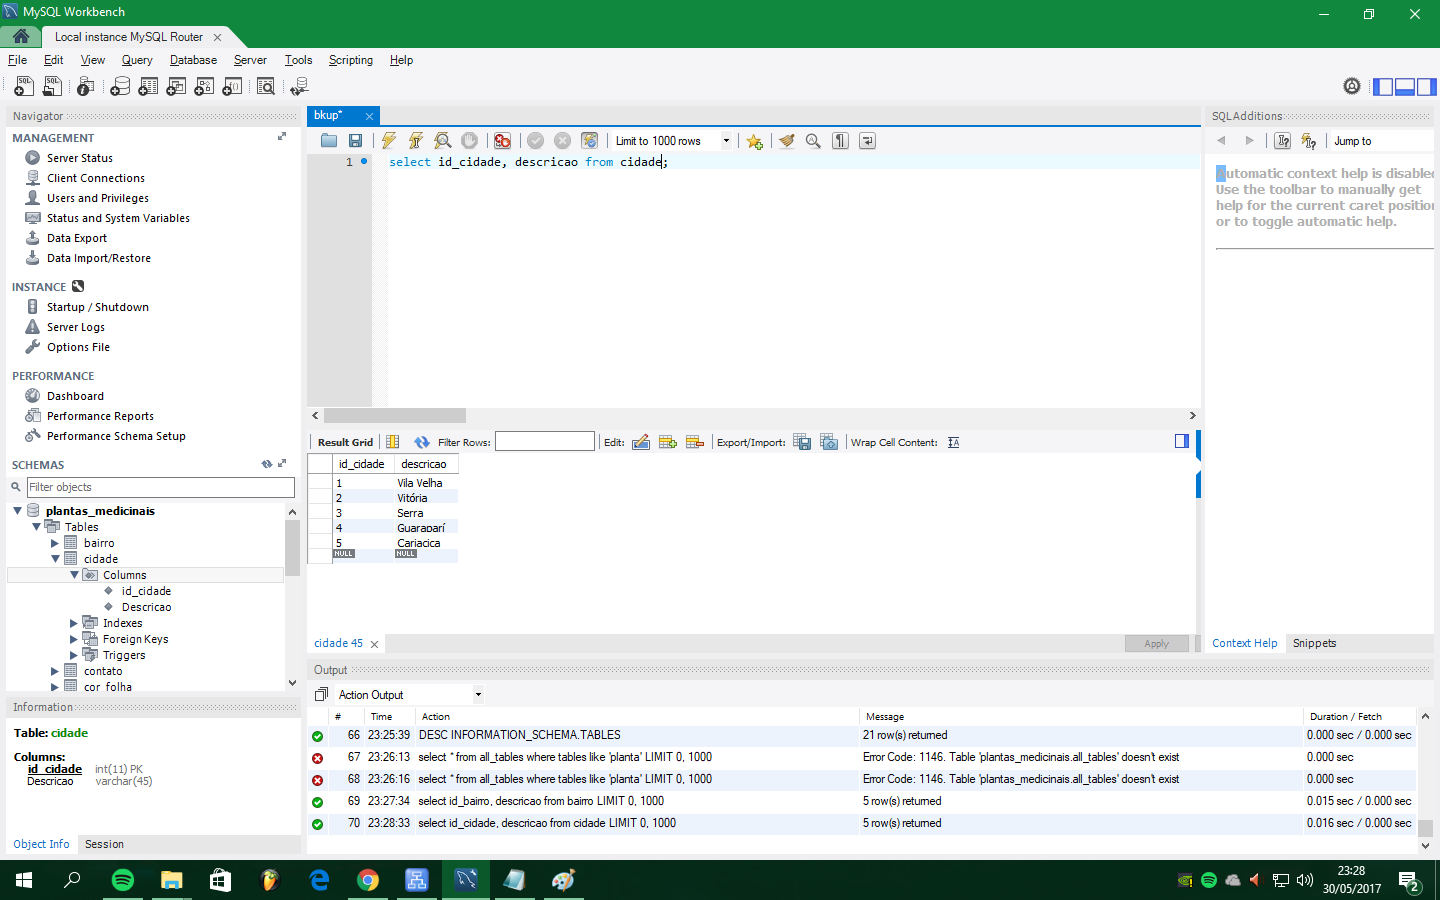 MySQL Workbench
Local instance MySQL Router
File Edit View Query Database Server Tools Scripting Help
Navigator
MANAGEMENT
Server Status
Client Connections
Users and Privileges
Status and System Variables
Data Export
Data Import/Restore
INSTANCE
Startup / Shutdown
Server Logs
Options File
PERFORMANCE
Dashboard
Performance Reports
Performance Schema Setup
SCHEMAS
Filter objects
plantas_medicinais
Tables
bairro
cidade
Columns
id_cidade
Descricao
Indexes
Foreign Keys
Triggers
contato
cor_folha
Information
Table: cidade
Columns:
id_cidade int(11) PK
Descricao varchar(45)
Object Info Session
bkup*
Limit to 1000 rows
1 select id_cidade, descricao from cidade;
Result Grid Filter Rows: Edit: Export/Import: Wrap Cell Content:
id_cidade descricao
1 Vila Velha
2 Vitória
3 Serra
4 Guaraparí
5 Cariacica
NULL NULL
cidade 45
Apply
SQLAdditions
Jump to
Automatic context help is disabled
Use the toolbar to manually get
help for the current caret position
or to toggle automatic help.
Context Help Snippets
Output
Action Output
# Time Action Message Duration / Fetch
66 23:25:39 DESC INFORMATION_SCHEMA.TABLES 21 row(s) returned 0.000 sec / 0.000 sec
67 23:26:13 select * from all_tables where tables like 'planta' LIMIT 0, 1000 Error Code: 1146. Table 'plantas_medicinais.all_tables' doesn't exist 0.000 sec
68 23:26:16 select * from all_tables where tables like 'planta' LIMIT 0, 1000 Error Code: 1146. Table 'plantas_medicinais.all_tables' doesn't exist 0.000 sec
69 23:27:34 select id_bairro, descricao from bairro LIMIT 0, 1000 5 row(s) returned 0.015 sec / 0.000 sec
70 23:28:33 select id_cidade, descricao from cidade LIMIT 0, 1000 5 row(s) returned 0.016 sec / 0.000 sec
23:28
30/05/2017
2